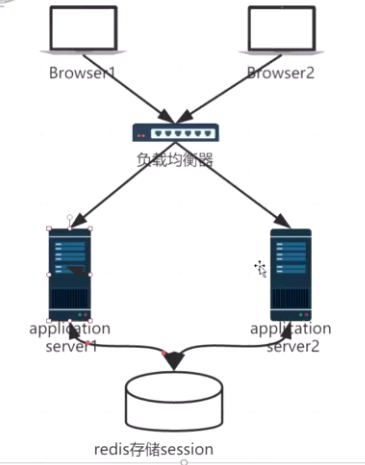 Browser1
Browser2
负载均衡器
application
server1
application
server2
redis存储session